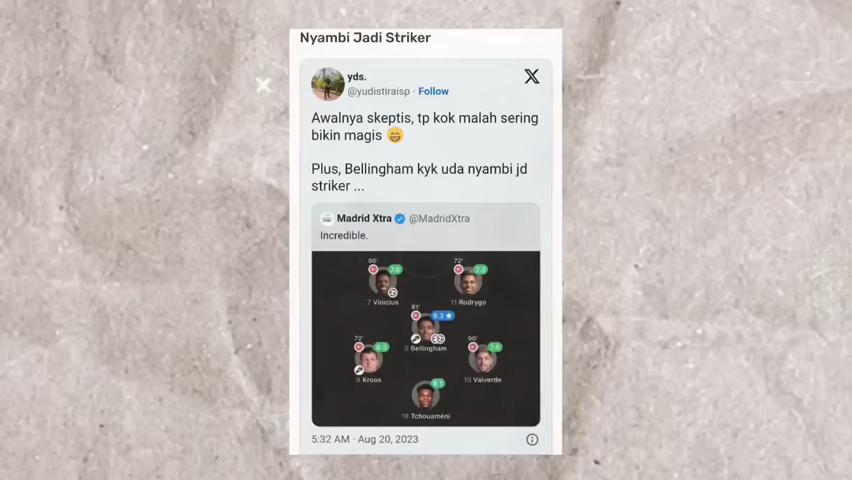 Nyambi Jadi Striker
yds.
@yudistiraisp · Follow
Awalnya skeptis, tp kok malah sering
bikin magis 😄
Plus, Bellingham kyk uda nyambi jd
striker ...
Madrid Xtra @MadridXtra
Incredible.
90' 7.8
72' 7.3
7 Vinicius
11 Rodrygo
81' 9.3
5 Bellingham
72' 8.3
90' 7.8
8 Kroos
15 Valverde
8.1
18 Tchouaméni
5:32 AM · Aug 20, 2023